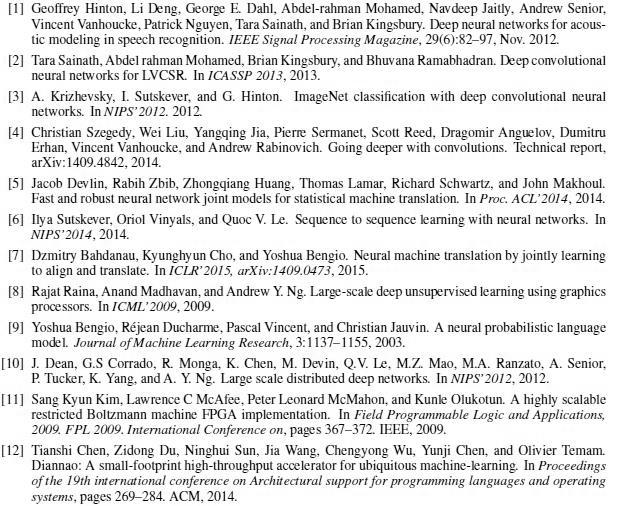 [1] Geoffrey Hinton, Li Deng, George E. Dahl, Abdel-rahman Mohamed, Navdeep Jaitly, Andrew Senior,
Vincent Vanhoucke, Patrick Nguyen, Tara Sainath, and Brian Kingsbury. Deep neural networks for acous-
tic modeling in speech recognition. IEEE Signal Processing Magazine, 29(6):82–97, Nov. 2012.
[2] Tara Sainath, Abdel rahman Mohamed, Brian Kingsbury, and Bhuvana Ramabhadran. Deep convolutional
neural networks for LVCSR. In ICASSP 2013, 2013.
[3] A. Krizhevsky, I. Sutskever, and G. Hinton. ImageNet classification with deep convolutional neural
networks. In NIPS'2012. 2012.
[4] Christian Szegedy, Wei Liu, Yangqing Jia, Pierre Sermanet, Scott Reed, Dragomir Anguelov, Dumitru
Erhan, Vincent Vanhoucke, and Andrew Rabinovich. Going deeper with convolutions. Technical report,
arXiv:1409.4842, 2014.
[5] Jacob Devlin, Rabih Zbib, Zhongqiang Huang, Thomas Lamar, Richard Schwartz, and John Makhoul.
Fast and robust neural network joint models for statistical machine translation. In Proc. ACL'2014, 2014.
[6] Ilya Sutskever, Oriol Vinyals, and Quoc V. Le. Sequence to sequence learning with neural networks. In
NIPS'2014, 2014.
[7] Dzmitry Bahdanau, Kyunghyun Cho, and Yoshua Bengio. Neural machine translation by jointly learning
to align and translate. In ICLR'2015, arXiv:1409.0473, 2015.
[8] Rajat Raina, Anand Madhavan, and Andrew Y. Ng. Large-scale deep unsupervised learning using graphics
processors. In ICML'2009, 2009.
[9] Yoshua Bengio, Réjean Ducharme, Pascal Vincent, and Christian Jauvin. A neural probabilistic language
model. Journal of Machine Learning Research, 3:1137–1155, 2003.
[10] J. Dean, G.S Corrado, R. Monga, K. Chen, M. Devin, Q.V. Le, M.Z. Mao, M.A. Ranzato, A. Senior,
P. Tucker, K. Yang, and A. Y. Ng. Large scale distributed deep networks. In NIPS'2012, 2012.
[11] Sang Kyun Kim, Lawrence C McAfee, Peter Leonard McMahon, and Kunle Olukotun. A highly scalable
restricted Boltzmann machine FPGA implementation. In Field Programmable Logic and Applications,
2009. FPL 2009. International Conference on, pages 367–372. IEEE, 2009.
[12] Tianshi Chen, Zidong Du, Ninghui Sun, Jia Wang, Chengyong Wu, Yunji Chen, and Olivier Temam.
Diannao: A small-footprint high-throughput accelerator for ubiquitous machine-learning. In Proceedings
of the 19th international conference on Architectural support for programming languages and operating
systems, pages 269–284. ACM, 2014.